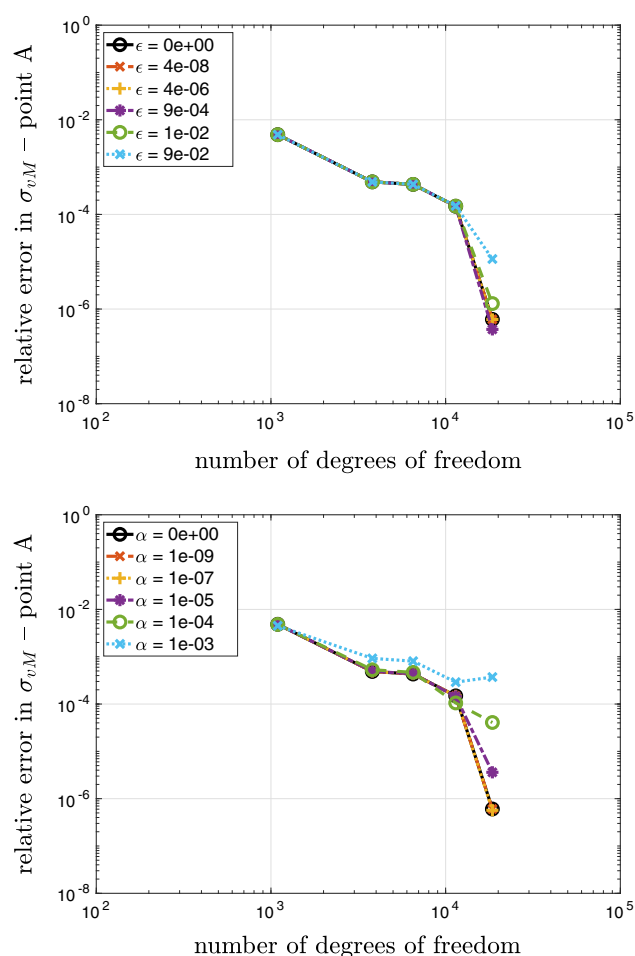 10^0
10^-2
10^-4
10^-6
10^-8
relative error in σ_vM − point A
ϵ = 0e+00
ϵ = 4e-08
ϵ = 4e-06
ϵ = 9e-04
ϵ = 1e-02
ϵ = 9e-02
10^2 10^3 10^4 10^5
number of degrees of freedom
10^0
10^-2
10^-4
10^-6
10^-8
relative error in σ_vM − point A
α = 0e+00
α = 1e-09
α = 1e-07
α = 1e-05
α = 1e-04
α = 1e-03
10^2 10^3 10^4 10^5
number of degrees of freedom